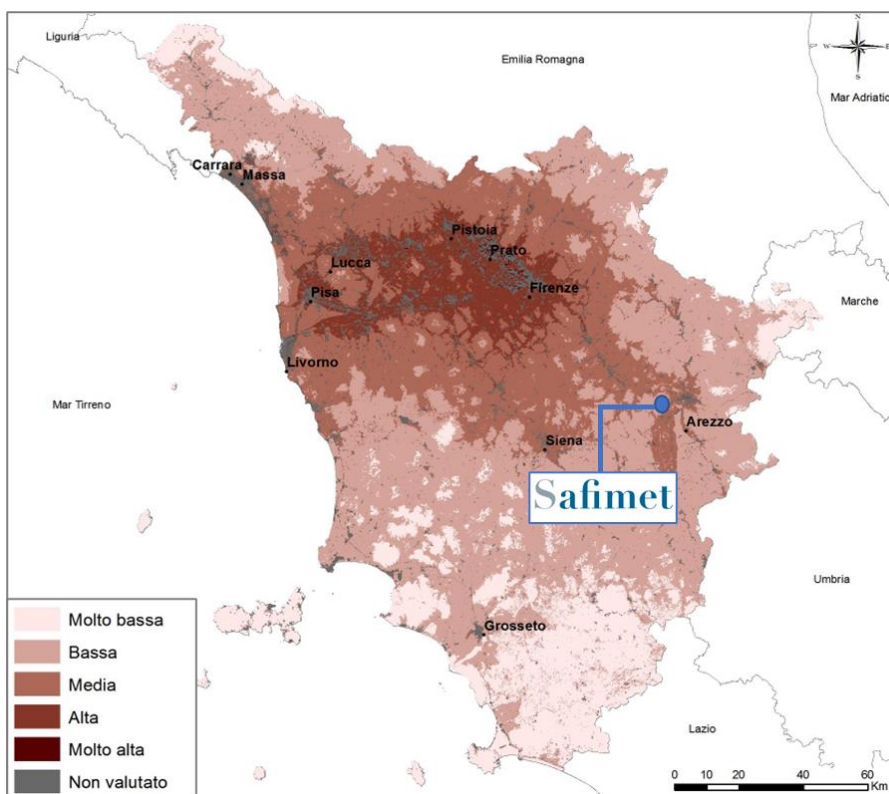 Liguria
Emilia Romagna
N
W
E
S
Mar Adriatico
Carrara
Massa
Pistoia
Prato
Lucca
Firenze
Pisa
Marche
Livorno
Mar Tirreno
Arezzo
Siena
Safimet
Umbria
Grosseto
Lazio
Molto bassa
Bassa
Media
Alta
Molto alta
Non valutato
0 10 20 40 60
Km